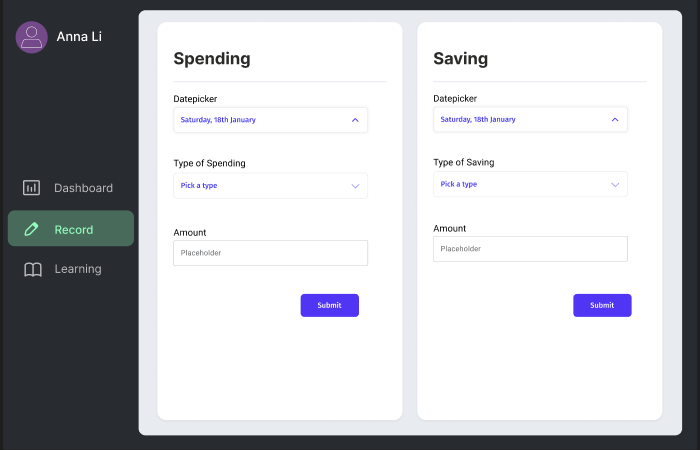 Anna Li
Dashboard
Record
Learning
Spending
Datepicker
Saturday, 18th January
Type of Spending
Pick a type
Amount
Placeholder
Submit
Saving
Datepicker
Saturday, 18th January
Type of Saving
Pick a type
Amount
Placeholder
Submit